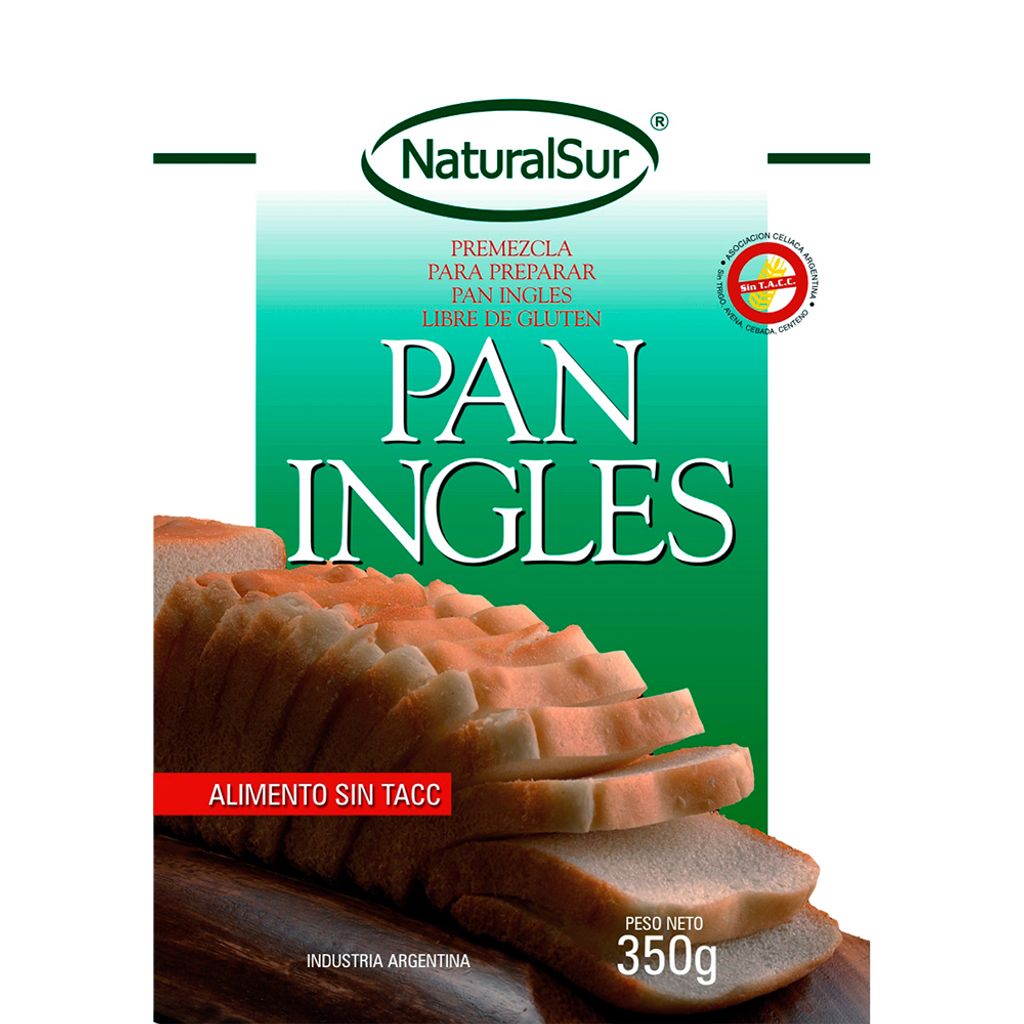 NaturalSur®
PREMEZCLA
PARA PREPARAR
PAN INGLES
LIBRE DE GLUTEN
ASOCIACION CELIACA ARGENTINA
Sin T.A.C.C.
Sin TRIGO, AVENA, CEBADA, CENTENO
PAN
INGLES
ALIMENTO SIN TACC
PESO NETO
350g
INDUSTRIA ARGENTINA